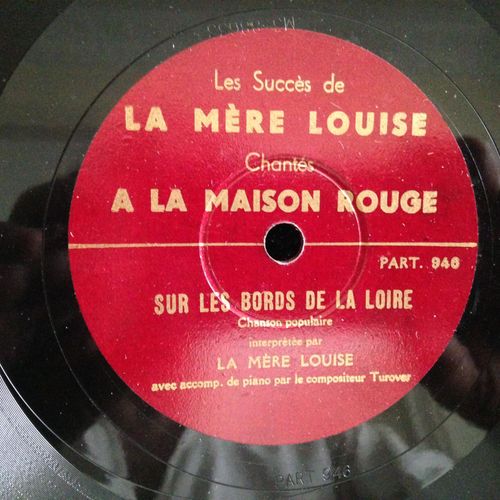 Les Succès de
LA MÈRE LOUISE
Chantés
A LA MAISON ROUGE
PART. 946
SUR LES BORDS DE LA LOIRE
Chanson populaire
interprétée par
LA MÈRE LOUISE
avec accomp. de piano par le compositeur Turover
PART 946